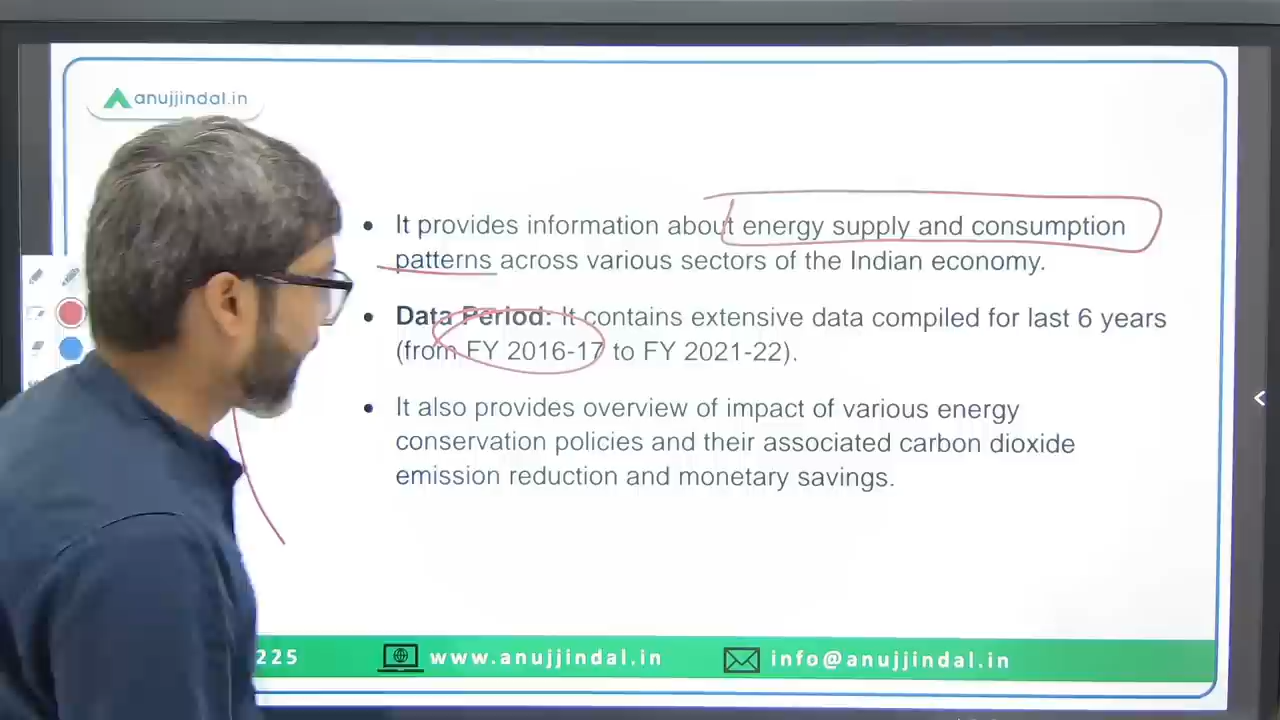 anujjindal.in
• It provides information about energy supply and consumption
patterns across various sectors of the Indian economy.
• Data Period: It contains extensive data compiled for last 6 years
(from FY 2016-17 to FY 2021-22).
• It also provides overview of impact of various energy
conservation policies and their associated carbon dioxide
emission reduction and monetary savings.
225 www.anujjindal.in info@anujjindal.in